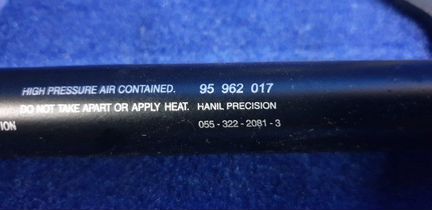 HIGH PRESSURE AIR CONTAINED. 95 962 017
DO NOT TAKE APART OR APPLY HEAT. HANIL PRECISION
ION 055-322-2081-3